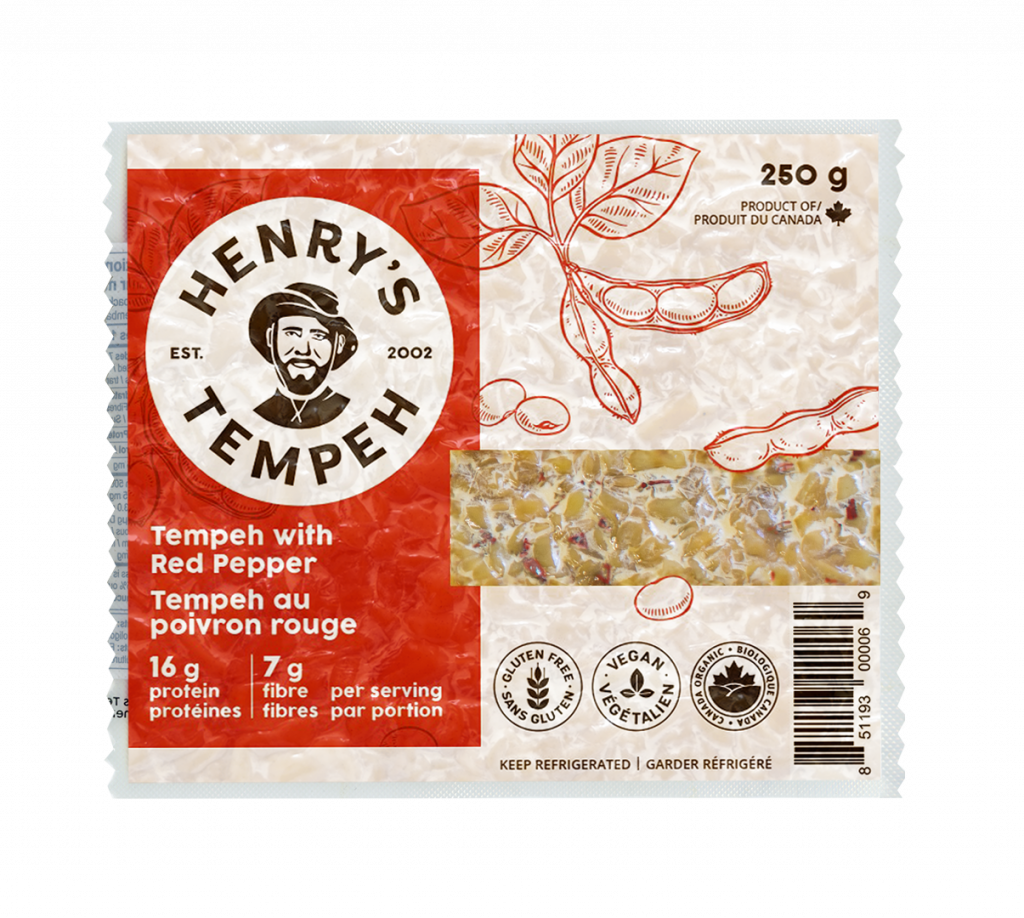 HENRY'S
EST. 2002
TEMPEH
250 g
PRODUCT OF/
PRODUIT DU CANADA
Tempeh with
Red Pepper
Tempeh au
poivron rouge
16 g
protein
protéines
7 g
fibre
fibres
per serving
par portion
GLUTEN FREE • SANS GLUTEN •
VEGAN • VÉGÉTALIEN •
CANADA ORGANIC • BIOLOGIQUE CANADA •
KEEP REFRIGERATED | GARDER RÉFRIGÉRÉ
8 51193 00006 9